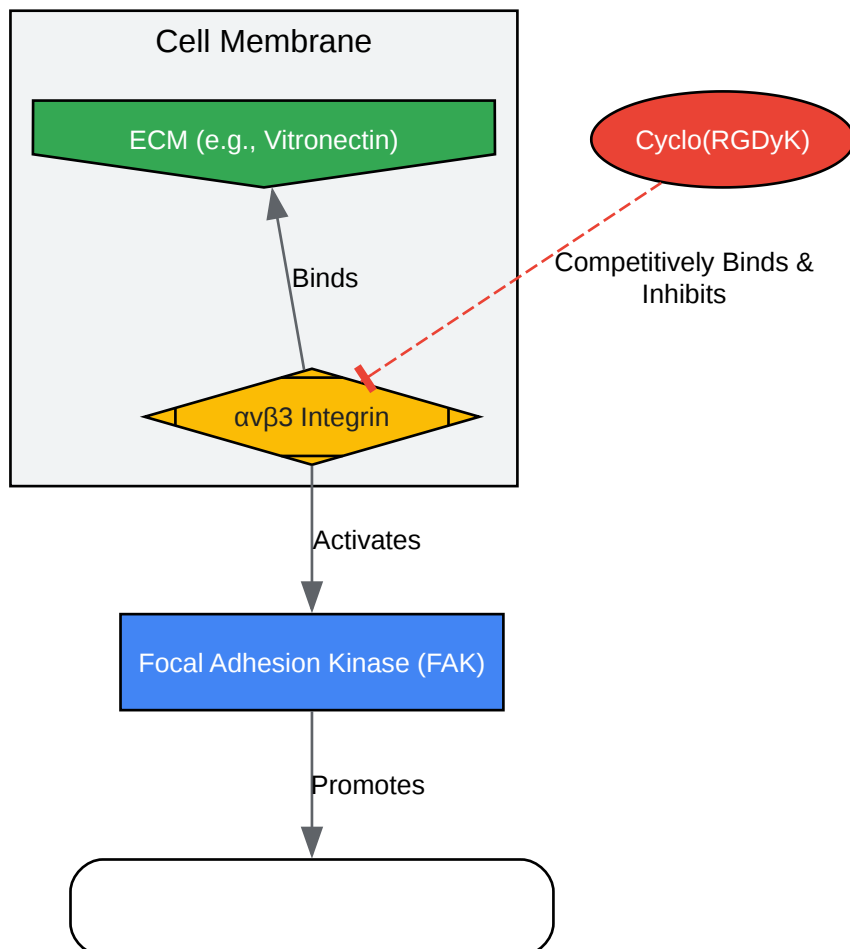 Cell Membrane
ECM (e.g., Vitronectin)
Cyclo(RGDyK)
Binds
Competitively Binds &
Inhibits
αvβ3 Integrin
Activates
Focal Adhesion Kinase (FAK)
Promotes